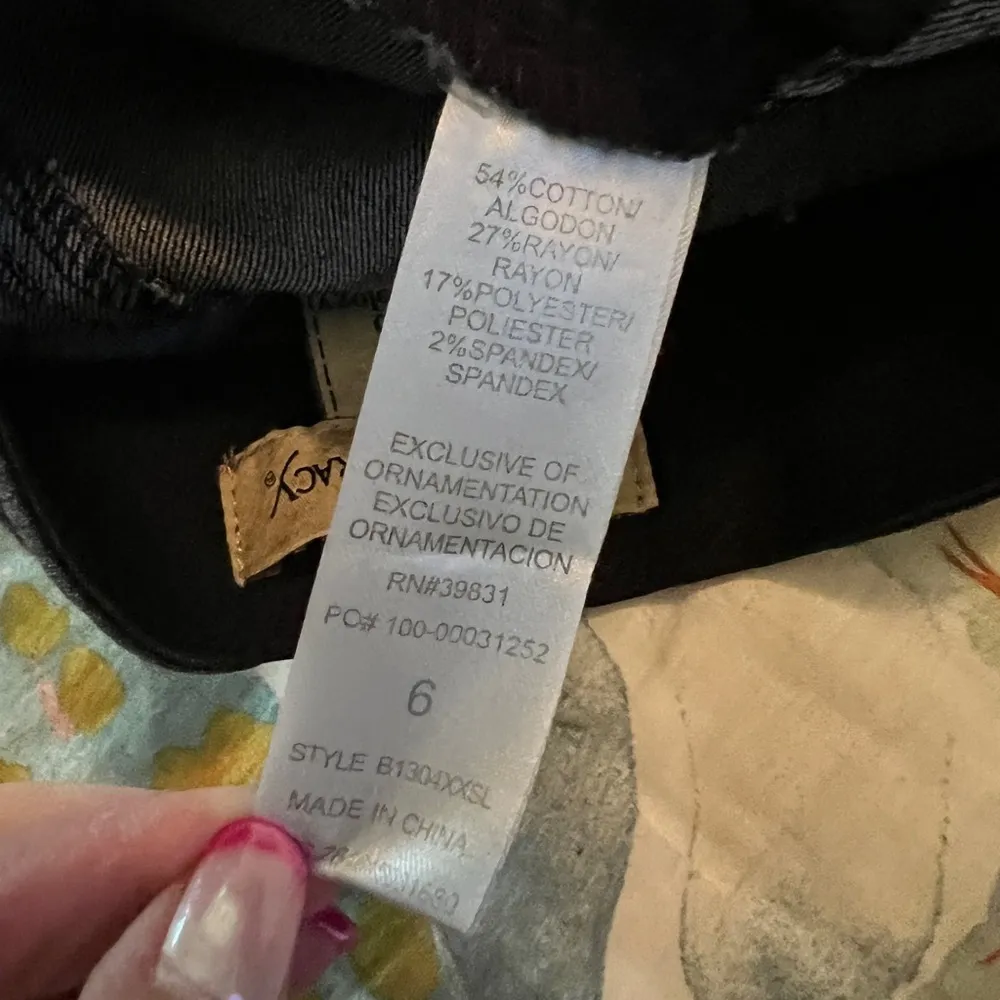 54%COTTON/
ALGODON
27%RAYON/
RAYON
17%POLYESTER/
POLIESTER
2%SPANDEX/
SPANDEX
EXCLUSIVE OF
ORNAMENTATION
EXCLUSIVO DE
ORNAMENTACION
RN#39831
PO# 100-00031252
6
STYLE B1304XXSL
MADE IN CHINA